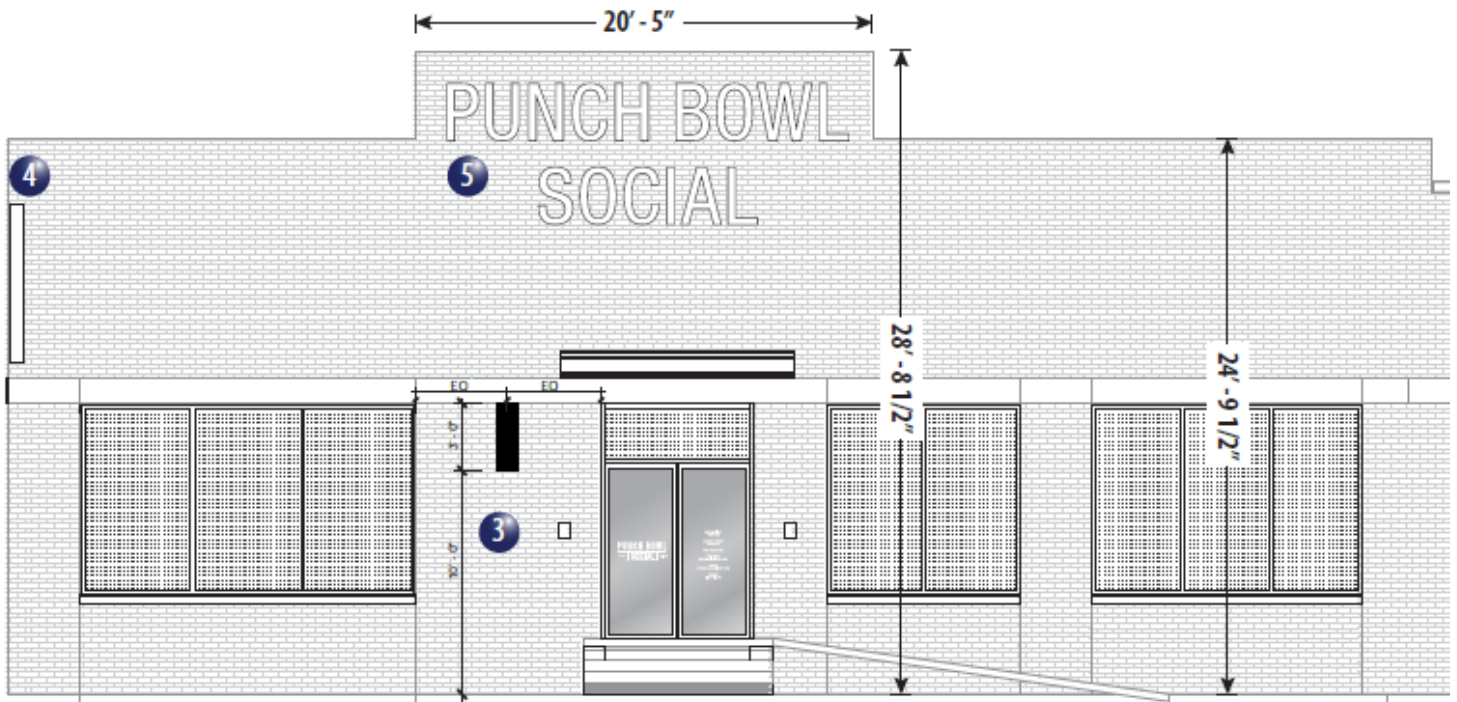 20' - 5"
PUNCH BOWL
SOCIAL
4
5
28' - 8 1/2"
24' - 9 1/2"
EQ
EQ
3' - 0"
10' - 0"
3
PUNCH BOWL